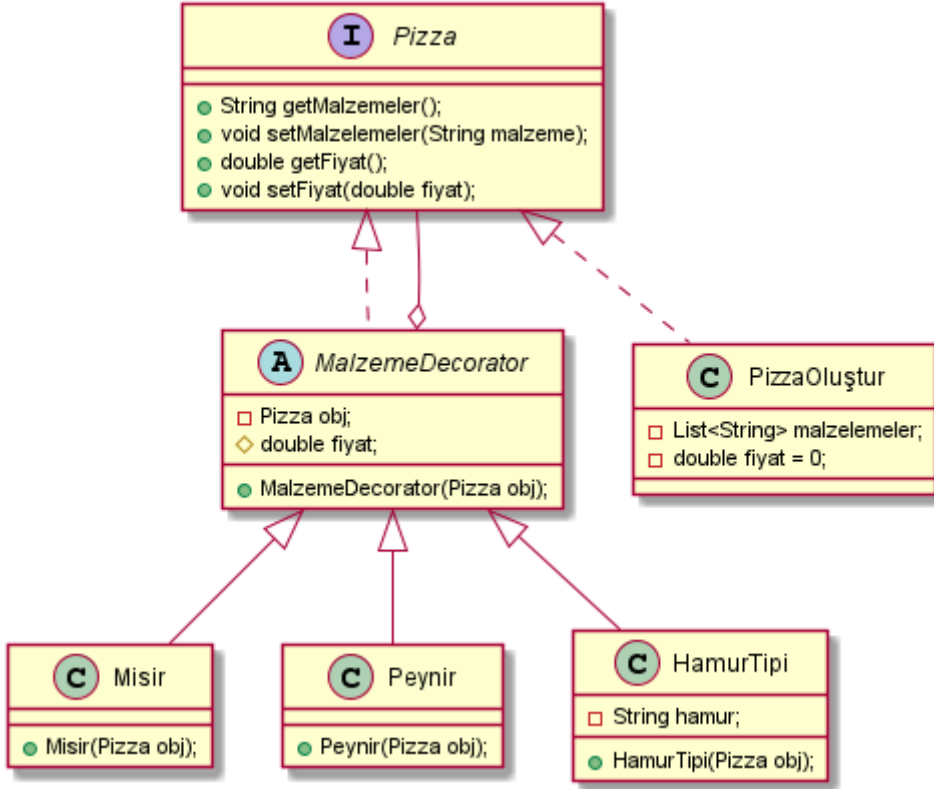 I Pizza
String getMalzemeler();
void setMalzelemeler(String malzeme);
double getFiyat();
void setFiyat(double fiyat);
A MalzemeDecorator
Pizza obj;
double fiyat;
MalzemeDecorator(Pizza obj);
C PizzaOluştur
List<String> malzelemeler;
double fiyat = 0;
C Misir
Misir(Pizza obj);
C Peynir
Peynir(Pizza obj);
C HamurTipi
String hamur;
HamurTipi(Pizza obj);